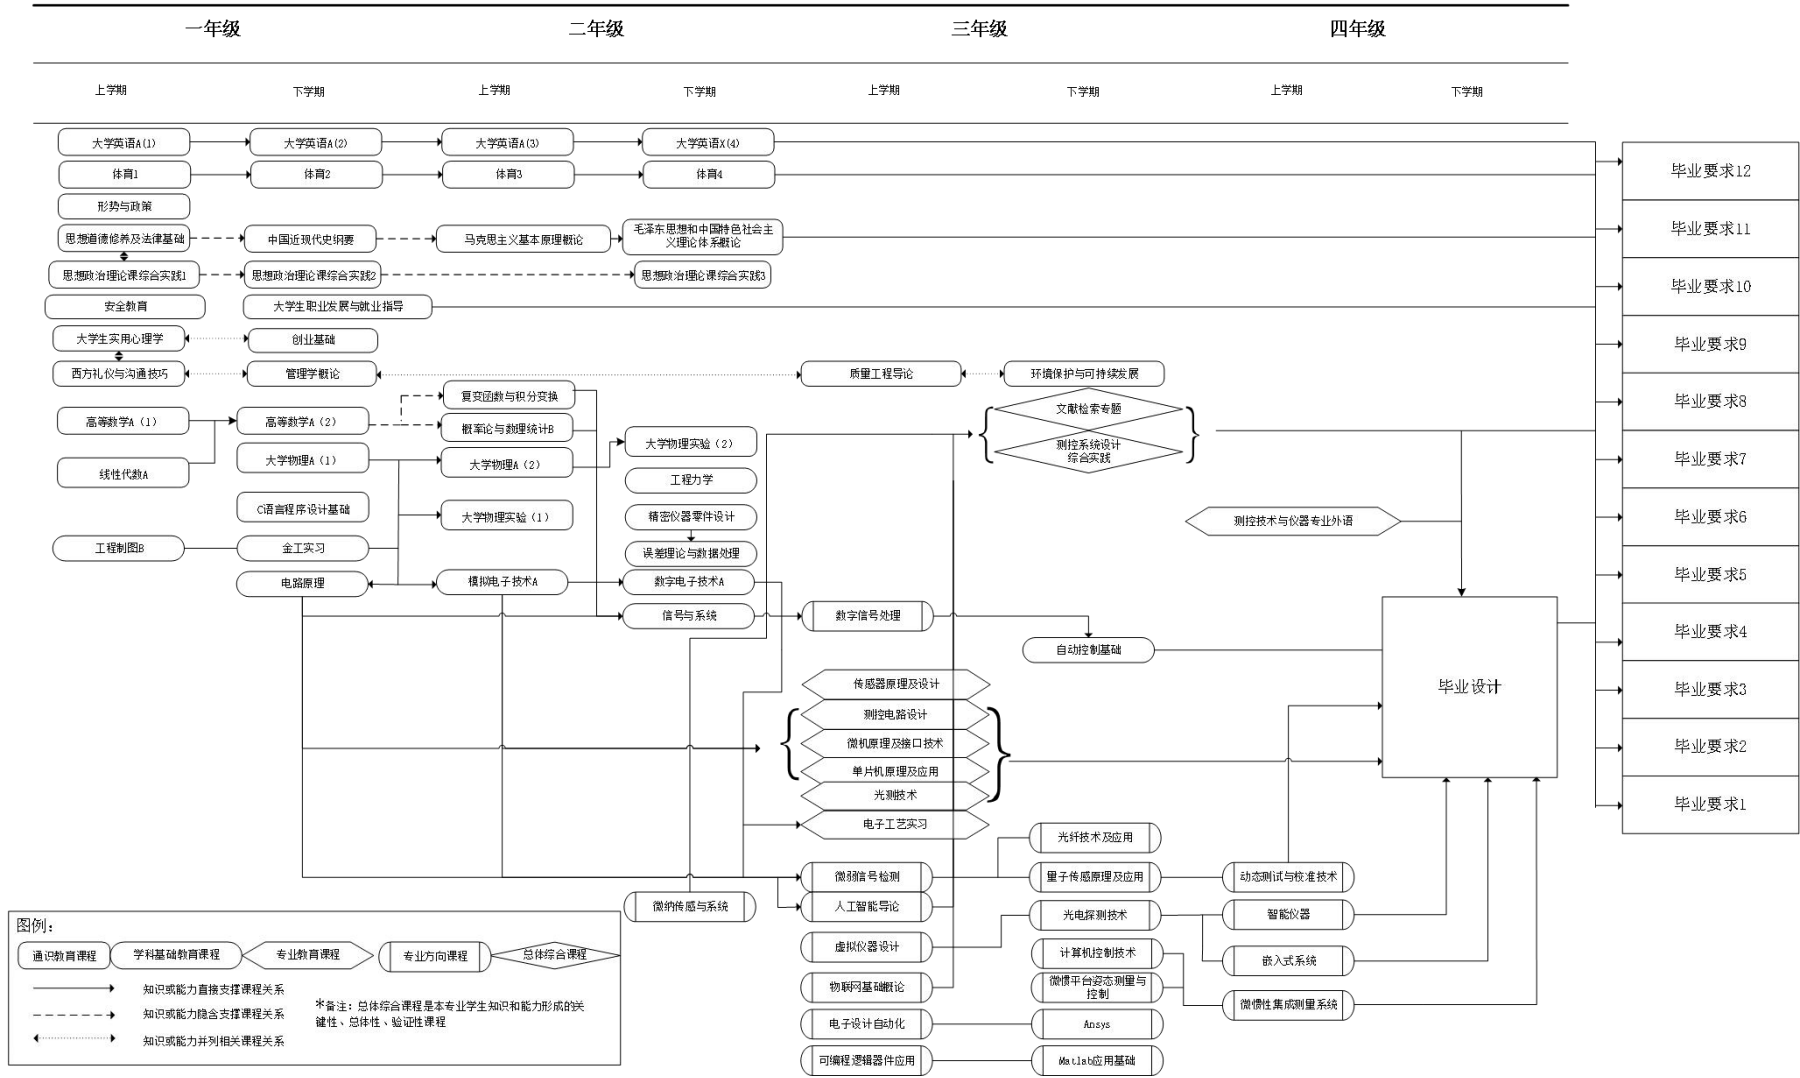 一年级
二年级
三年级
四年级
上学期
下学期
上学期
下学期
上学期
下学期
上学期
下学期
大学英语A(1)
大学英语A(2)
大学英语A(3)
大学英语X(4)
体育1
体育2
体育3
体育4
形势与政策
思想道德修养及法律基础
中国近现代史纲要
马克思主义基本原理概论
毛泽东思想和中国特色社会主
义理论体系概论
思想政治理论课综合实践1
思想政治理论课综合实践2
思想政治理论课综合实践3
安全教育
大学生职业发展与就业指导
大学生实用心理学
创业基础
西方礼仪与沟通技巧
管理学概论
质量工程导论
环境保护与可持续发展
复变函数与积分变换
文献检索专题
高等数学A（1）
高等数学A（2）
概率论与数理统计B
测控系统设计
综合实践
大学物理实验（2）
大学物理A（1）
大学物理A（2）
线性代数A
工程力学
C语言程序设计基础
大学物理实验（1）
精密仪器零件设计
测控技术与仪器专业外语
工程制图B
金工实习
误差理论与数据处理
电路原理
模拟电子技术A
数字电子技术A
信号与系统
数字信号处理
自动控制基础
毕业设计
传感器原理及设计
测控电路设计
微机原理及接口技术
单片机原理及应用
光测技术
电子工艺实习
光纤技术及应用
微弱信号检测
量子传感原理及应用
动态测试与校准技术
微纳传感与系统
人工智能导论
光电探测技术
智能仪器
虚拟仪器设计
计算机控制技术
嵌入式系统
物联网基础概论
微惯平台姿态测量与
控制
微惯性集成测量系统
电子设计自动化
Ansys
可编程逻辑器件应用
Matlab应用基础
毕业要求12
毕业要求11
毕业要求10
毕业要求9
毕业要求8
毕业要求7
毕业要求6
毕业要求5
毕业要求4
毕业要求3
毕业要求2
毕业要求1
图例：
通识教育课程
学科基础教育课程
专业教育课程
专业方向课程
总体综合课程
知识或能力直接支撑课程关系
知识或能力隐含支撑课程关系
知识或能力并列相关课程关系
*备注：总体综合课程是本专业学生知识和能力形成的关
键性、总体性、验证性课程